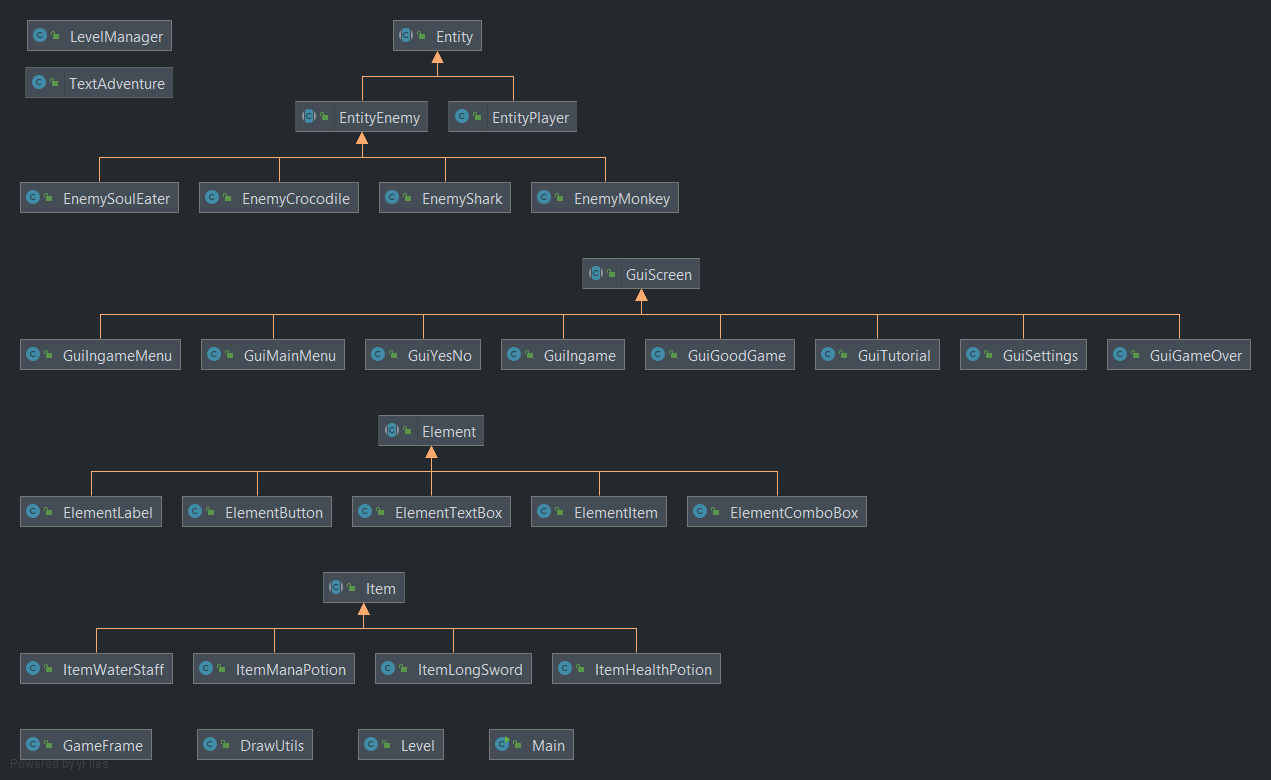 LevelManager
Entity
TextAdventure
EntityEnemy
EntityPlayer
EnemySoulEater
EnemyCrocodile
EnemyShark
EnemyMonkey
GuiScreen
GuiIngameMenu
GuiMainMenu
GuiYesNo
GuiIngame
GuiGoodGame
GuiTutorial
GuiSettings
GuiGameOver
Element
ElementLabel
ElementButton
ElementTextBox
ElementItem
ElementComboBox
Item
ItemWaterStaff
ItemManaPotion
ItemLongSword
ItemHealthPotion
GameFrame
DrawUtils
Level
Main
Powered by yFiles